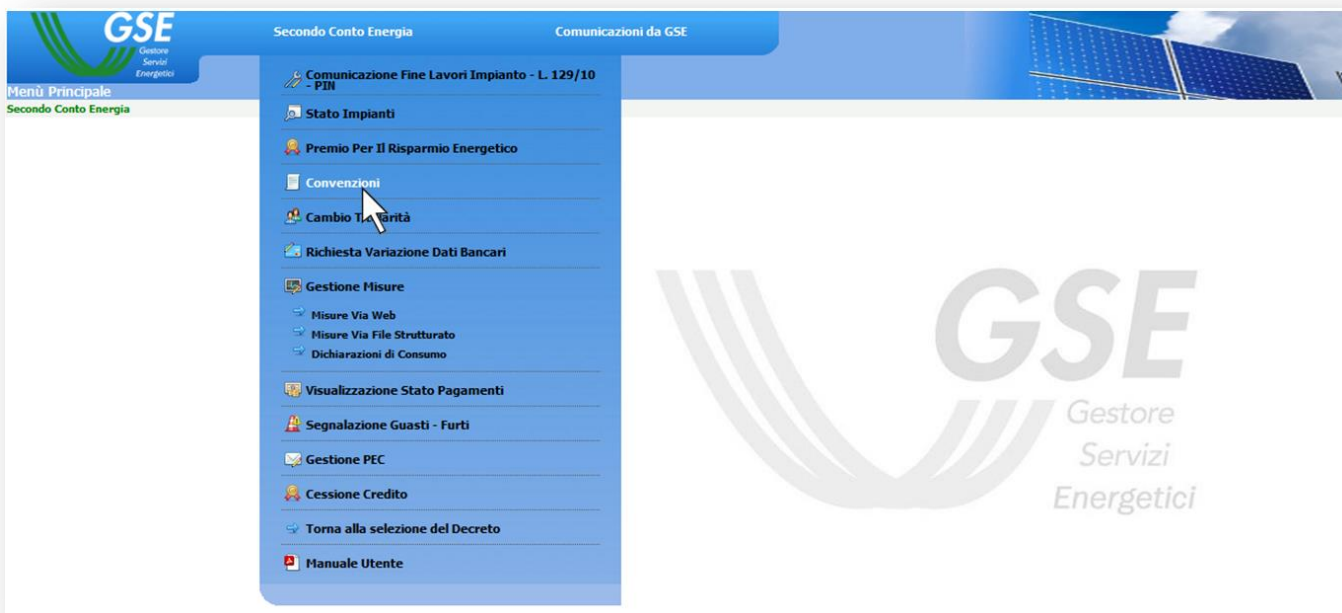 GSE
Gestore
Servizi
Energetici
Secondo Conto Energia
Comunicazioni da GSE
Menù Principale
Secondo Conto Energia
Comunicazione Fine Lavori Impianto - L. 129/10
- PIN
Stato Impianti
Premio Per Il Risparmio Energetico
Convenzioni
Cambio
Richiesta Variazione Dati Bancari
Gestione Misure
Misure Via Web
Misure Via File Strutturato
Dichiarazioni di Consumo
Visualizzazione Stato Pagamenti
Segnalazione Guasti - Furti
Gestione PEC
Cessione Credito
Torna alla selezione del Decreto
Manuale Utente
GSE
Gestore
Servizi
Energetici